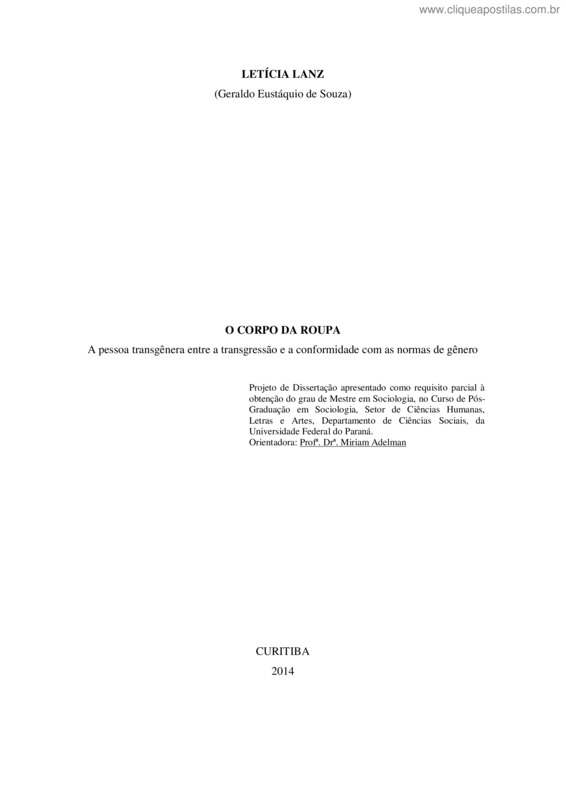 www.cliqueapostilas.com.br
LETÍCIA LANZ
(Geraldo Eustáquio de Souza)
O CORPO DA ROUPA
A pessoa transgênera entre a transgressão e a conformidade com as normas de gênero
Projeto de Dissertação apresentado como requisito parcial à
obtenção do grau de Mestre em Sociologia, no Curso de Pós-
Graduação em Sociologia, Setor de Ciências Humanas,
Letras e Artes, Departamento de Ciências Sociais, da
Universidade Federal do Paraná.
Orientadora: Profª. Drª. Miriam Adelman
CURITIBA
2014